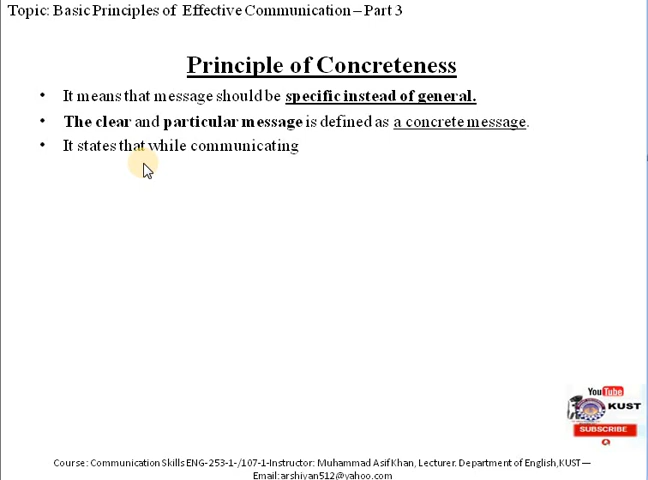 Topic: Basic Principles of Effective Communication – Part 3
Principle of Concreteness
• It means that message should be specific instead of general.
• The clear and particular message is defined as a concrete message.
• It states that while communicating
YouTube
KUST
SUBSCRIBE
Course: Communication Skills ENG-253-1-/107-1-Instructor: Muhammad Asif Khan, Lecturer. Department of English,KUST—
Email:arshiyan512@yahoo.com